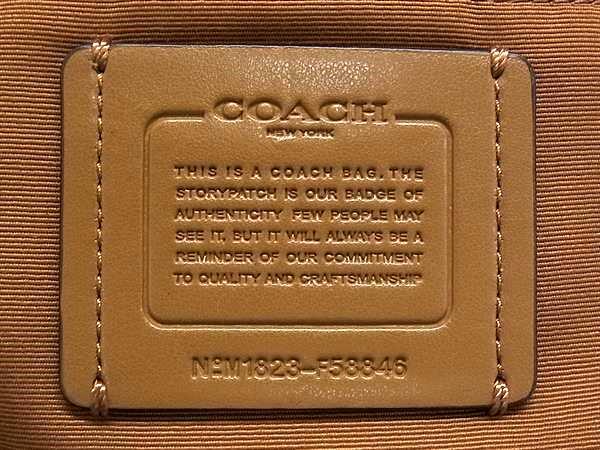 COACH
NEW YORK
THIS IS A COACH BAG. THE
STORYPATCH IS OUR BADGE OF
AUTHENTICITY FEW PEOPLE MAY
SEE IT, BUT IT WILL ALWAYS BE A
REMINDER OF OUR COMMITMENT
TO QUALITY AND CRAFTSMANSHIP
NoM1823-F58846